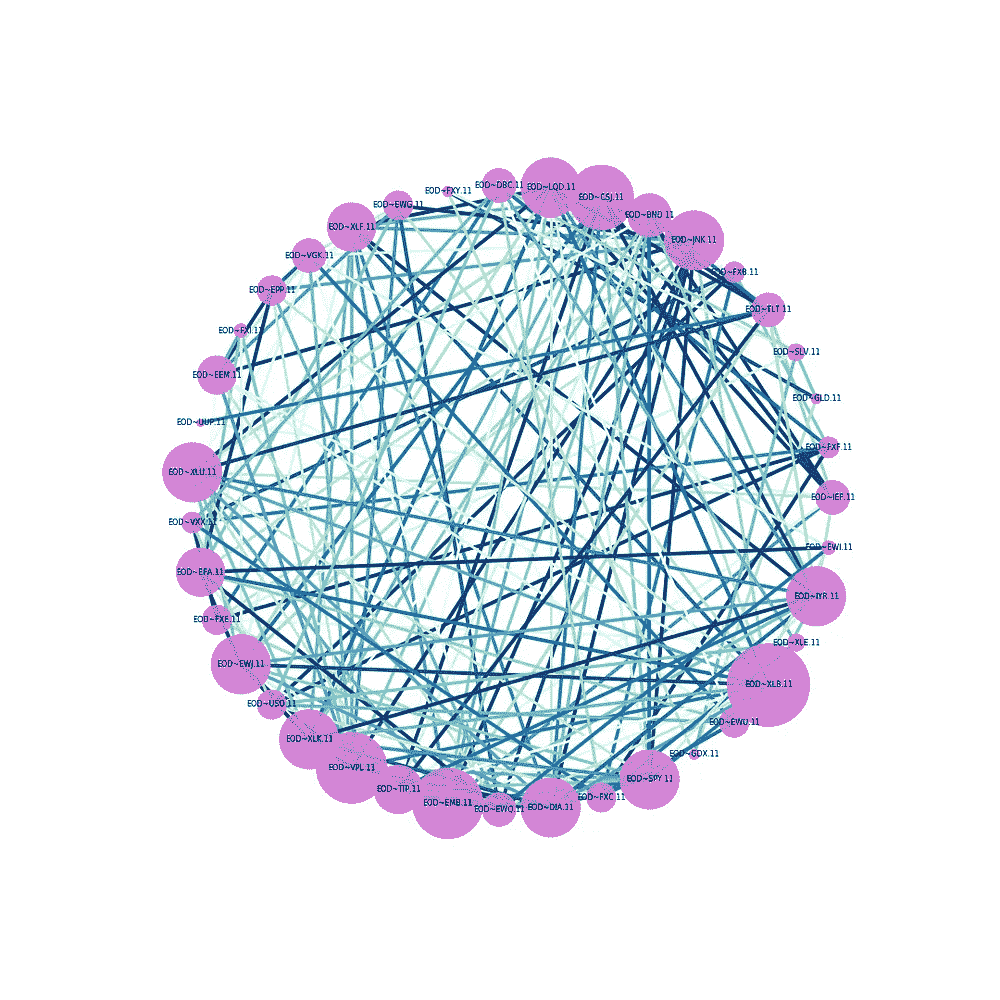 EOD~LQD.11
EOD~DBC.11
EOD~FXY.11
EOD~CSJ.11
EOD~EWG.11
EOD~BND.11
EOD~XLF.11
EOD~JNK.11
EOD~VGK.11
EOD~FXB.11
EOD~EPP.11
EOD~TLT.11
EOD~FXI.11
EOD~SLV.11
EOD~EEM.11
EOD~GLD.11
EOD~UUP.11
EOD~FXF.11
EOD~XLU.11
EOD~IEF.11
EOD~VXX.11
EOD~EWI.11
EOD~EFA.11
EOD~IYR.11
EOD~FXE.11
EOD~XLE.11
EOD~EWJ.11
EOD~XLB.11
EOD~USO.11
EOD~EWU.11
EOD~XLK.11
EOD~GDX.11
EOD~VPL.11
EOD~SPY.11
EOD~TIP.11
EOD~FXC.11
EOD~EMB.11
EOD~DIA.11
EOD~EWQ.11